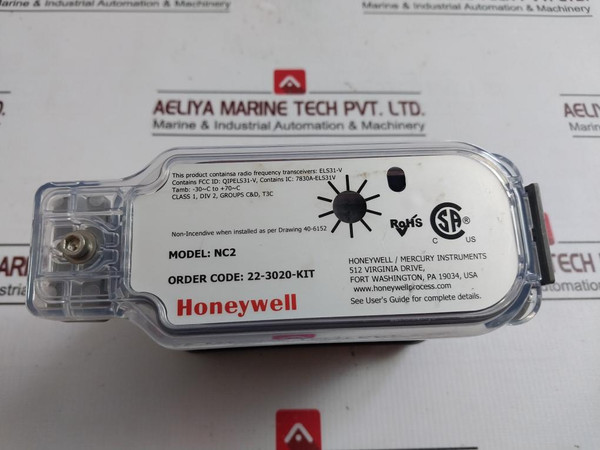 AELIYA MARINE TECH PVT. LTD.
Marine & Industrial Automation & Machinery
This product containsa radio frequency transceivers: ELS31-V
Contains FCC ID: QIPELS31-V, Contains IC: 7830A-ELS31V
Tamb: -30~C to +70~C
CLASS 1, DIV 2, GROUPS C&D, T3C
Non-Incendive when installed as per Drawing 40-6152
RoHS
SA
C US
MODEL: NC2
ORDER CODE: 22-3020-KIT
Honeywell
HONEYWELL / MERCURY INSTRUMENTS
512 VIRGINIA DRIVE,
FORT WASHINGTON, PA 19034, USA
www.honeywellprocess.com
See User's Guide for complete details.